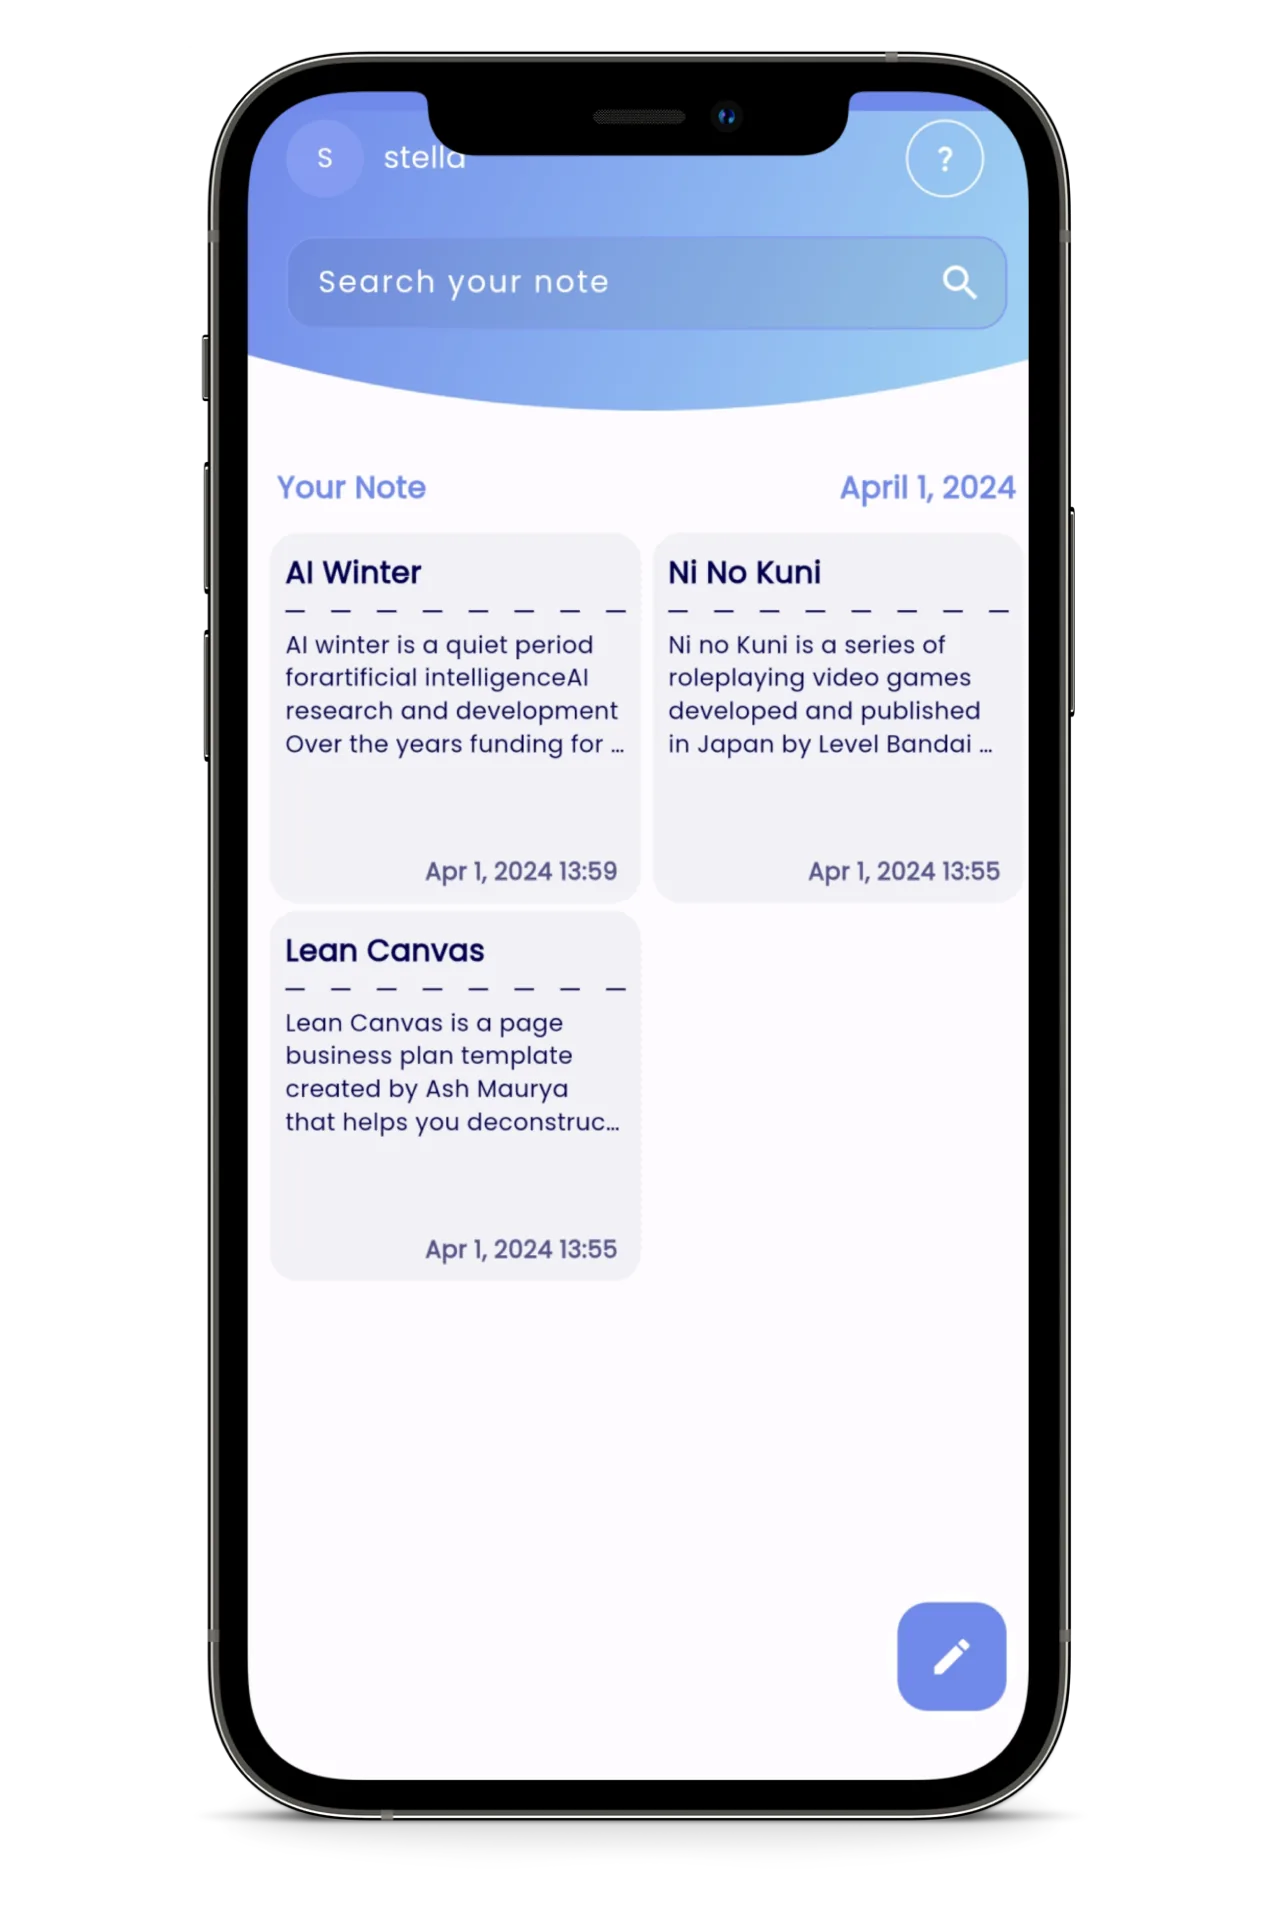 S
stella
?
Search your note
Your Note
April 1, 2024
AI Winter
AI winter is a quiet period
forartificial intelligenceAI
research and development
Over the years funding for ...
Apr 1, 2024 13:59
Ni No Kuni
Ni no Kuni is a series of
roleplaying video games
developed and published
in Japan by Level Bandai ...
Apr 1, 2024 13:55
Lean Canvas
Lean Canvas is a page
business plan template
created by Ash Maurya
that helps you deconstruc...
Apr 1, 2024 13:55